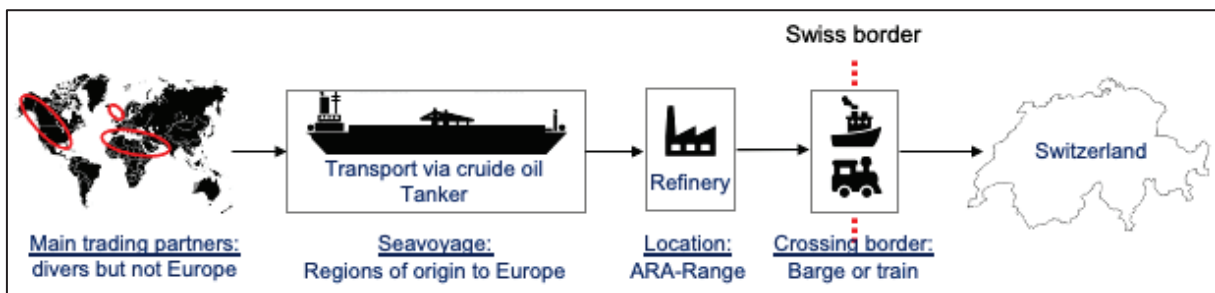 Swiss border
Transport via cruide oil
Tanker
Refinery
Switzerland
Main trading partners:
divers but not Europe
Seavoyage:
Regions of origin to Europe
Location:
ARA-Range
Crossing border:
Barge or train